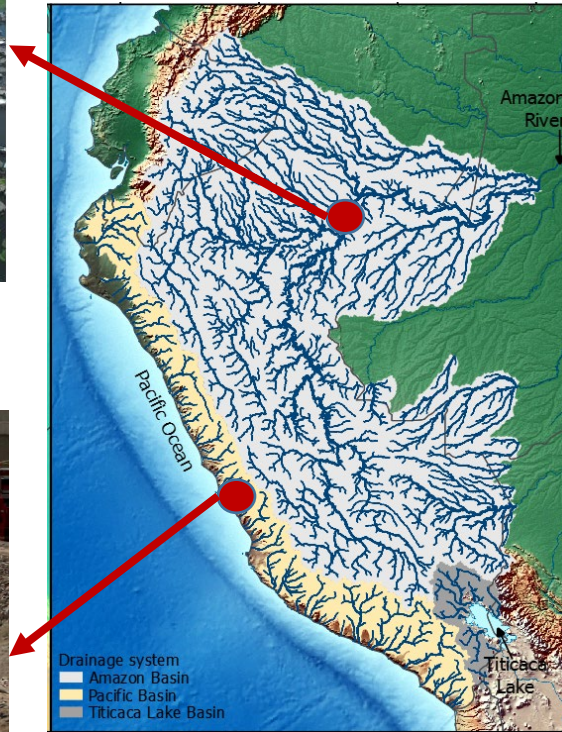 Amazon
River
Pacific Ocean
Titicaca
Lake
Drainage system
Amazon Basin
Pacific Basin
Titicaca Lake Basin